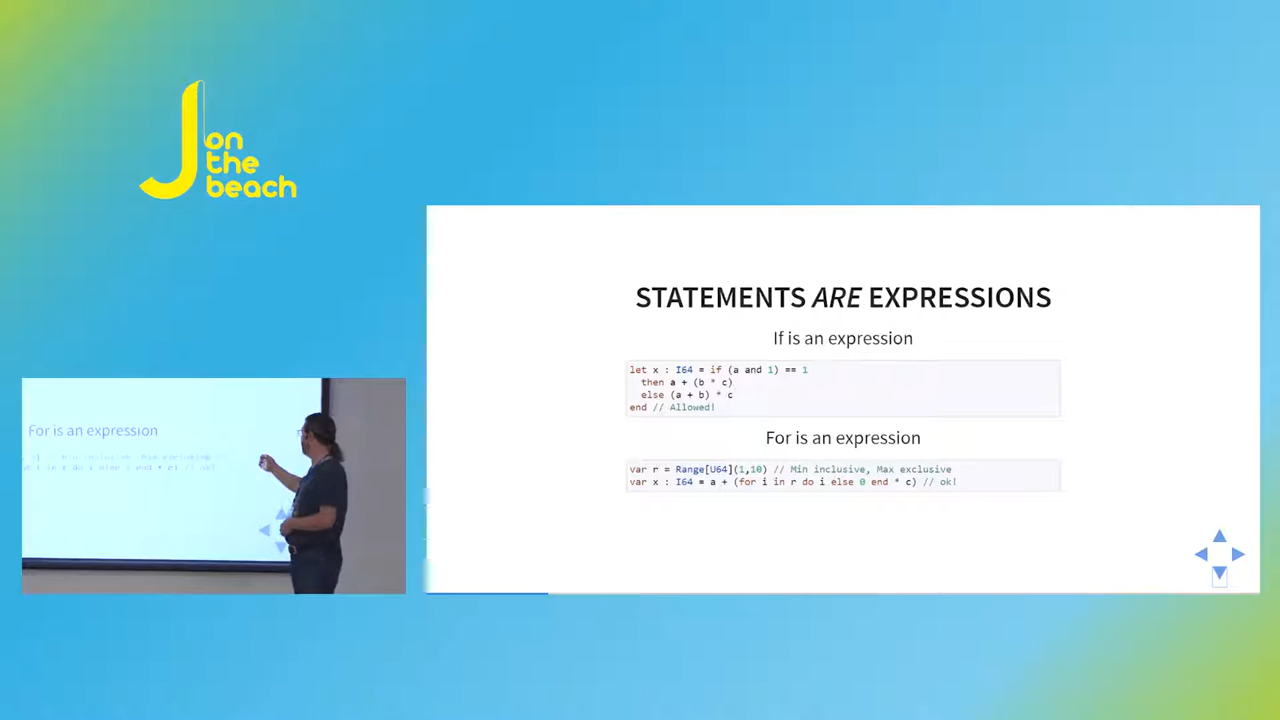 J on
the
beach
STATEMENTS ARE EXPRESSIONS
If is an expression
let x : I64 = if (a and 1) == 1
then a + (b * c)
else (a + b) * c
end // Allowed!
For is an expression
var r = Range[U64](1,10) // Min inclusive, Max exclusive
var x : I64 = a + (for i in r do i else 0 end * c) // ok!
For is an expression